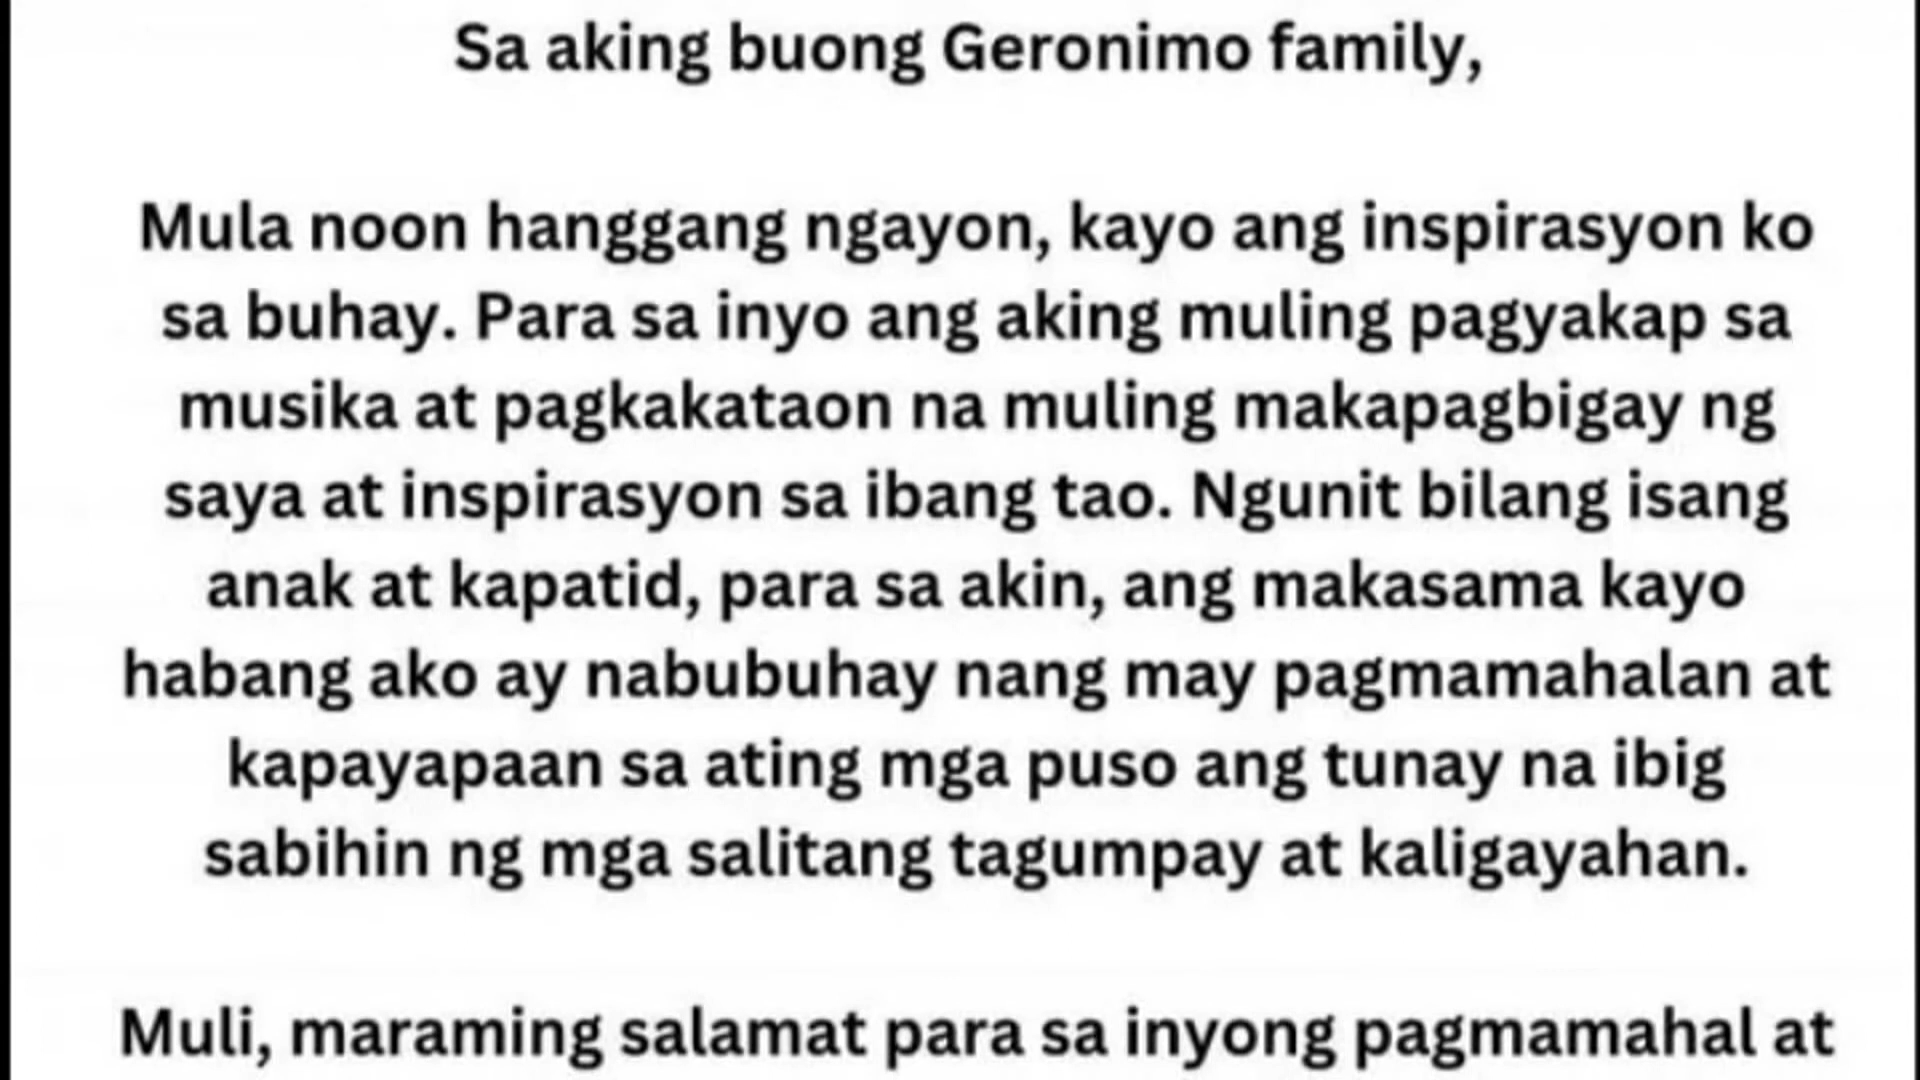 Sa aking buong Geronimo family,
Mula noon hanggang ngayon, kayo ang inspirasyon ko
sa buhay. Para sa inyo ang aking muling pagyakap sa
musika at pagkakataon na muling makapagbigay ng
saya at inspirasyon sa ibang tao. Ngunit bilang isang
anak at kapatid, para sa akin, ang makasama kayo
habang ako ay nabubuhay nang may pagmamahalan at
kapayapaan sa ating mga puso ang tunay na ibig
sabihin ng mga salitang tagumpay at kaligayahan.
Muli, maraming salamat para sa inyong pagmamahal at